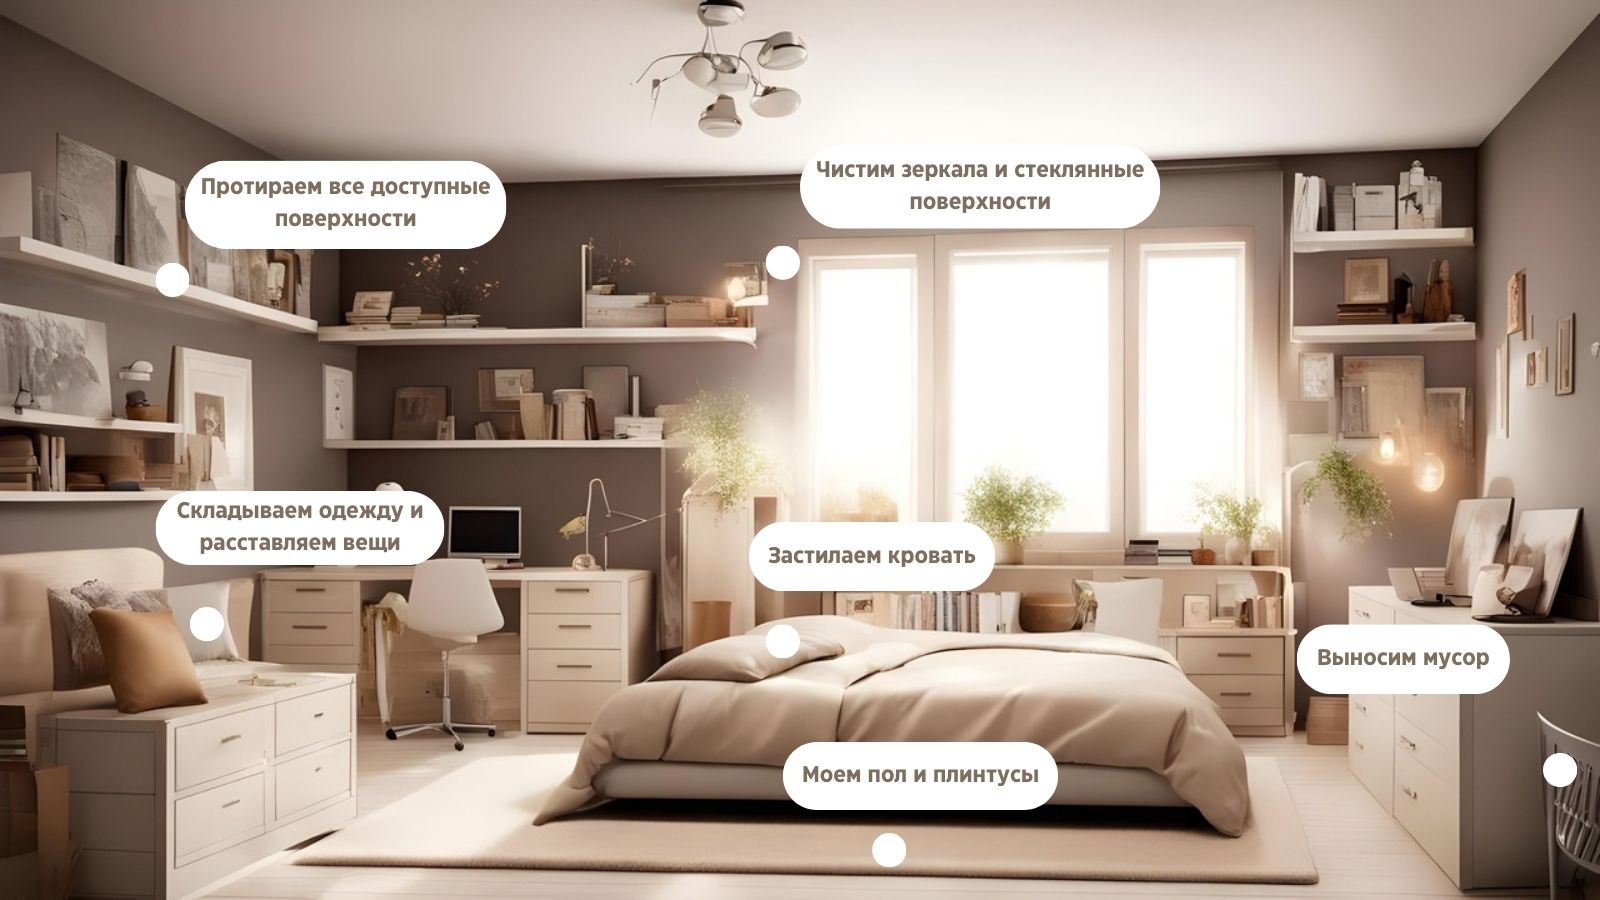 Чистим зеркала и стеклянные
поверхности
Протираем все доступные
поверхности
Складываем одежду и
расставляем вещи
Застилаем кровать
Выносим мусор
Моем пол и плинтусы